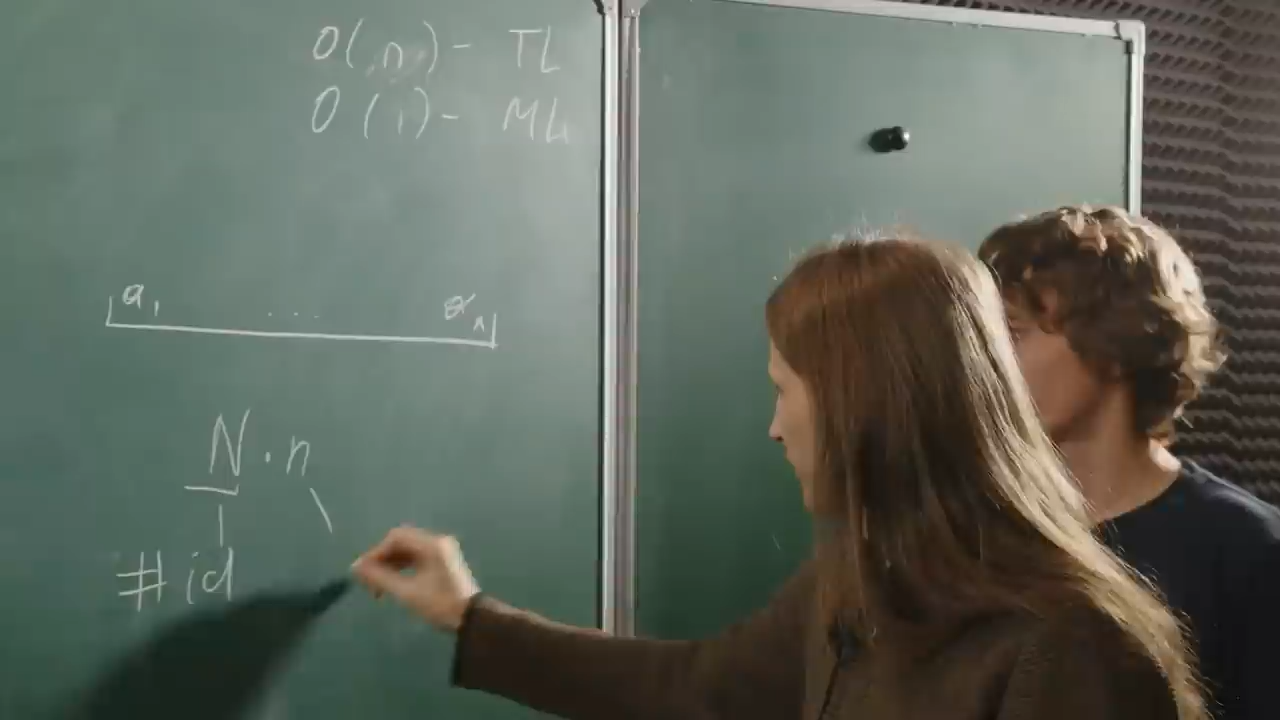 O(n) - TL
O(1) - ML
a₁ .... aₙ
N · n
# id